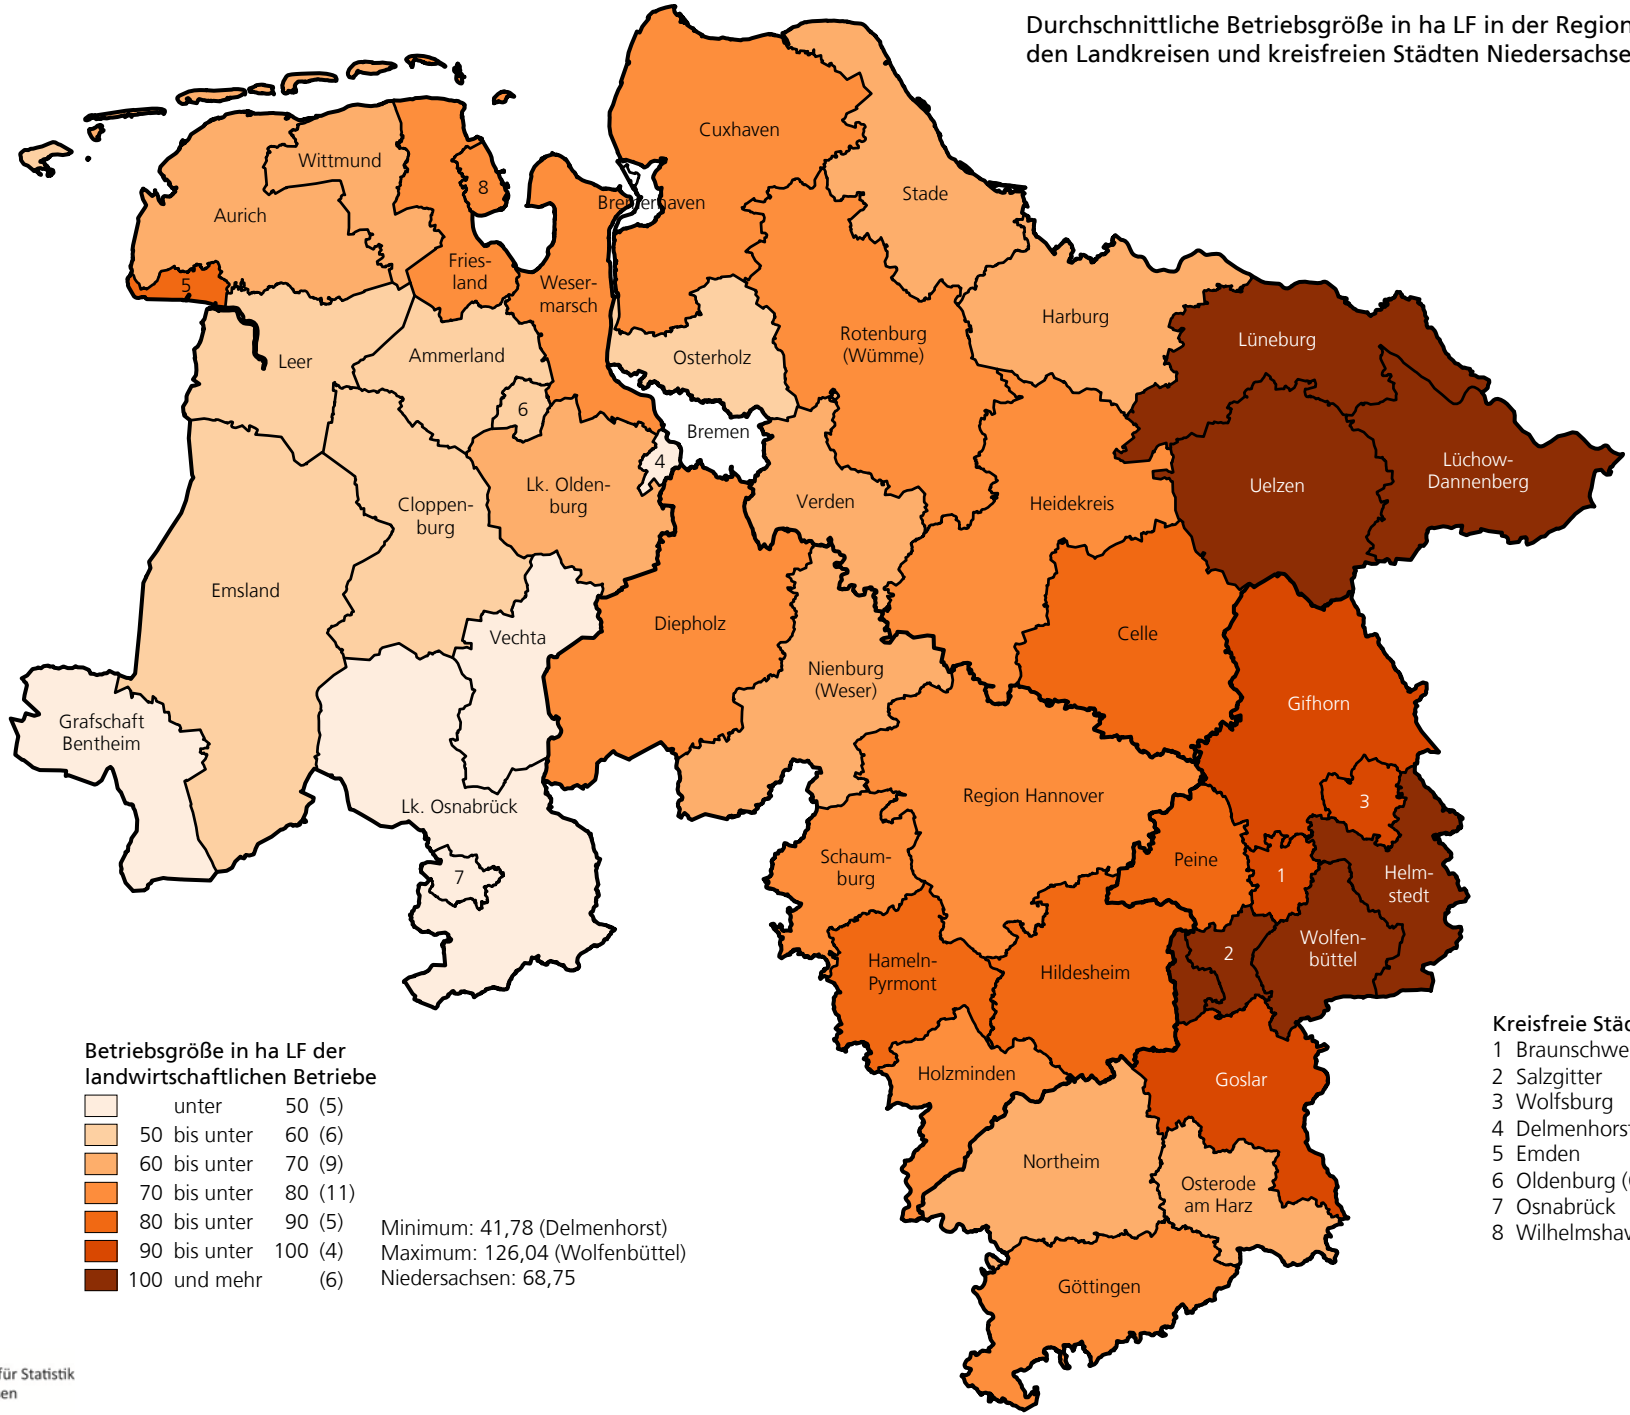 Durchschnittliche Betriebsgröße in ha LF in der Region
den Landkreisen und kreisfreien Städten
Cuxhaven
Wittmund
8
Stade
Bremerhaven
Aurich
Fries-
land
5
Weser-
marsch
Harburg
Rotenburg
(Wümme)
Lüneburg
Leer
Ammerland
Osterholz
6
Bremen
4
Lüchow-
Dannenberg
Lk. Olden-
burg
Uelzen
Verden
Heidekreis
Cloppen-
burg
Emsland
Diepholz
Celle
Vechta
Nienburg
(Weser)
Gifhorn
Grafschaft
Bentheim
Region Hannover
3
Lk. Osnabrück
Schaum-
burg
Peine
7
1
Helm-
stedt
Wolfen-
büttel
2
Hameln-
Pyrmont
Hildesheim
Holzminden
Goslar
Northeim
Osterode
am Harz
Göttingen
Betriebsgröße in ha LF der
landwirtschaftlichen Betriebe
unter 50 (5)
50 bis unter 60 (6)
60 bis unter 70 (9)
70 bis unter 80 (11)
80 bis unter 90 (5)
90 bis unter 100 (4)
100 und mehr (6)
Minimum: 41,78 (Delmenhorst)
Maximum: 126,04 (Wolfenbüttel)
Niedersachsen: 68,75
Kreisfreie
1
2 Salzgitter
3 Wolfsburg
4 Delmenhorst
5 Emden
6 Oldenburg
7 Osnabrück
8
für Statistik